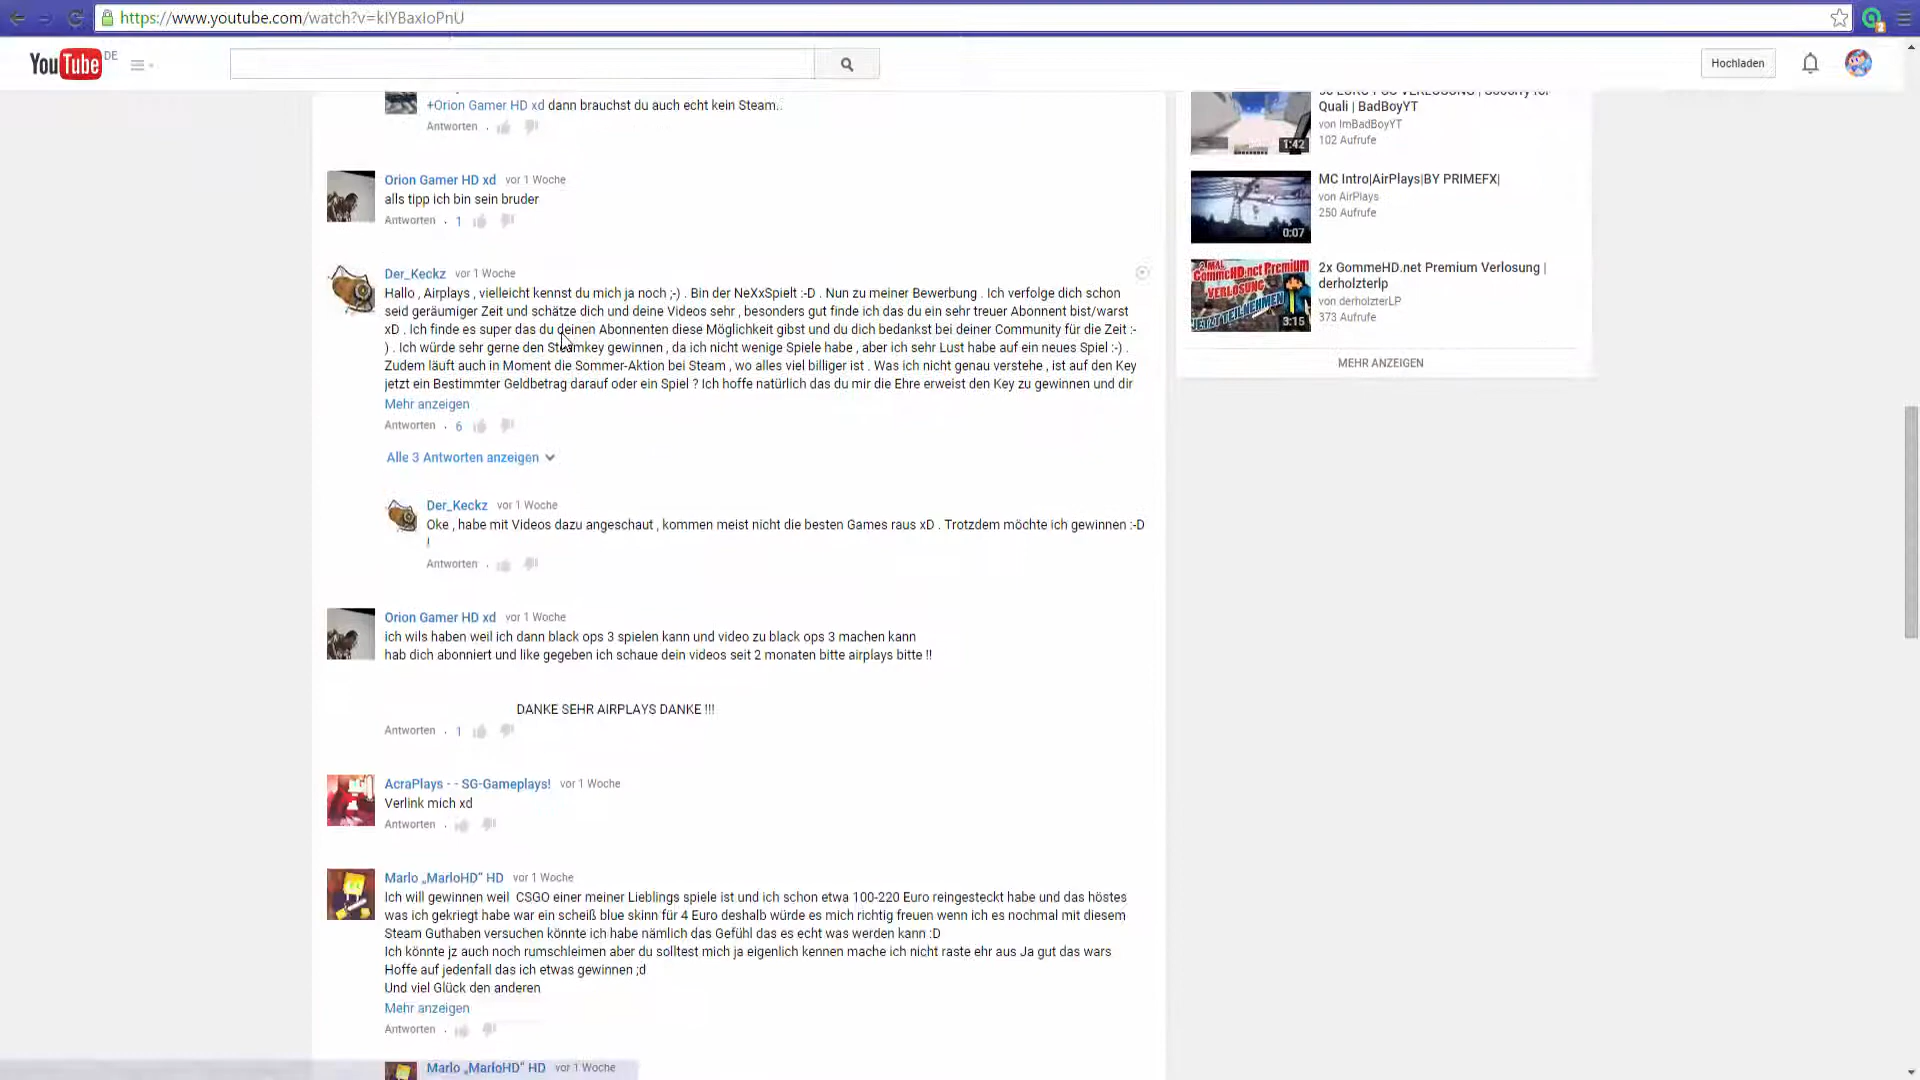 https://www.youtube.com/watch?v=kIYBaxIoPnU
YouTube DE
Hochladen
+Orion Gamer HD xd dann brauchst du auch echt kein Steam..
Antworten .
Orion Gamer HD xd vor 1 Woche
alls tipp ich bin sein bruder
Antworten . 1
Der_Keckz vor 1 Woche
Hallo , Airplays , vielleicht kennst du mich ja noch ;-) . Bin der NeXxSpielt :-D . Nun zu meiner Bewerbung . Ich verfolge dich schon
seid geräumiger Zeit und schätze dich und deine Videos sehr , besonders gut finde ich das du ein sehr treuer Abonnent bist/warst
xD . Ich finde es super das du deinen Abonnenten diese Möglichkeit gibst und du dich bedankst bei deiner Community für die Zeit :-
) . Ich würde sehr gerne den Steamkey gewinnen , da ich nicht wenige Spiele habe , aber ich sehr Lust habe auf ein neues Spiel :-) .
Zudem läuft auch in Moment die Sommer-Aktion bei Steam , wo alles viel billiger ist . Was ich nicht genau verstehe , ist auf den Key
jetzt ein Bestimmter Geldbetrag darauf oder ein Spiel ? Ich hoffe natürlich das du mir die Ehre erweist den Key zu gewinnen und dir
Mehr anzeigen
Antworten . 6
Alle 3 Antworten anzeigen
Der_Keckz vor 1 Woche
Oke , habe mit Videos dazu angeschaut , kommen meist nicht die besten Games raus xD . Trotzdem möchte ich gewinnen :-D
!
Antworten .
Orion Gamer HD xd vor 1 Woche
ich wils haben weil ich dann black ops 3 spielen kann und video zu black ops 3 machen kann
hab dich abonniert und like gegeben ich schaue dein videos seit 2 monaten bitte airplays bitte !!
DANKE SEHR AIRPLAYS DANKE !!!
Antworten . 1
AcraPlays - - SG-Gameplays! vor 1 Woche
Verlink mich xd
Antworten .
Marlo „MarloHD“ HD vor 1 Woche
Ich will gewinnen weil CSGO einer meiner Lieblings spiele ist und ich schon etwa 100-220 Euro reingesteckt habe und das höstes
was ich gekriegt habe war ein scheiß blue skinn für 4 Euro deshalb würde es mich richtig freuen wenn ich es nochmal mit diesem
Steam Guthaben versuchen könnte ich habe nämlich das Gefühl das es echt was werden kann :D
Ich könnte jz auch noch rumschleimen aber du solltest mich ja eigenlich kennen mache ich nicht raste ehr aus Ja gut das wars
Hoffe auf jedenfall das ich etwas gewinnen ;d
Und viel Glück den anderen
Mehr anzeigen
Antworten .
Marlo „MarloHD“ HD vor 1 Woche
Quali | BadBoyYT
von ImBadBoyYT
102 Aufrufe
1:42
MC Intro|AirPlays|BY PRIMEFX|
von AirPlays
250 Aufrufe
0:07
2x GommeHD.net Premium Verlosung |
derholzterlp
von derholzterLP
373 Aufrufe
2 MAL
GommeHD.net Premium
VERLOSUNG
JETZT TEIL NEHMEN
3:15
MEHR ANZEIGEN